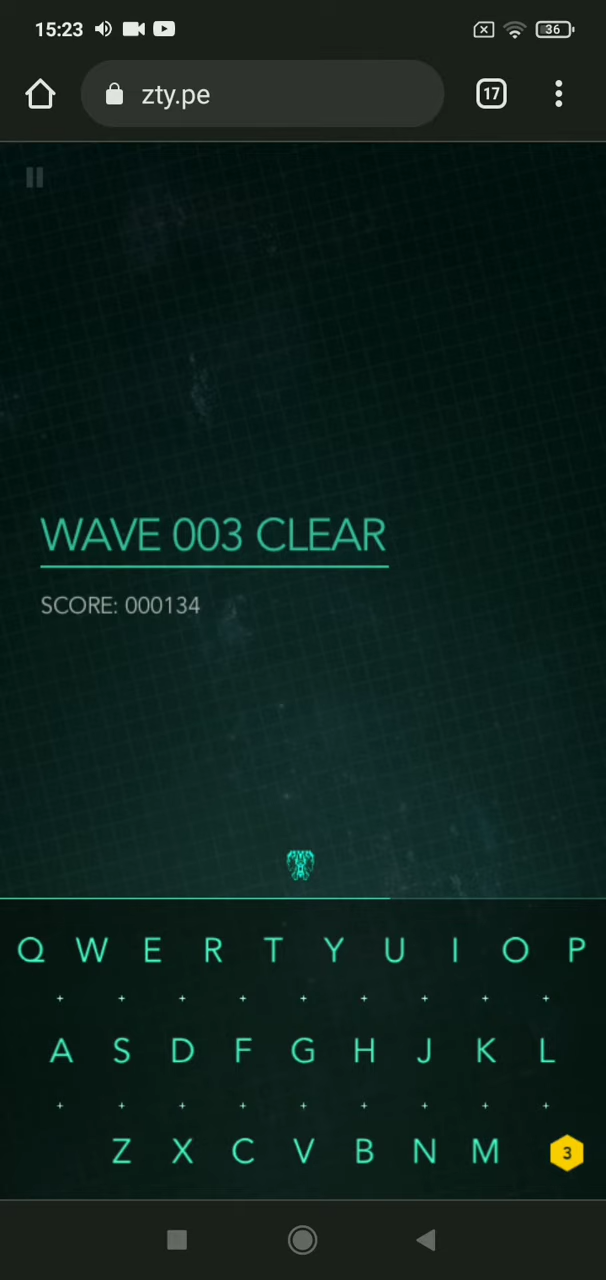 15:23
36
zty.pe
17
WAVE 003 CLEAR
SCORE: 000134
Q W E R T Y U I O P
A S D F G H J K L
Z X C V B N M 3